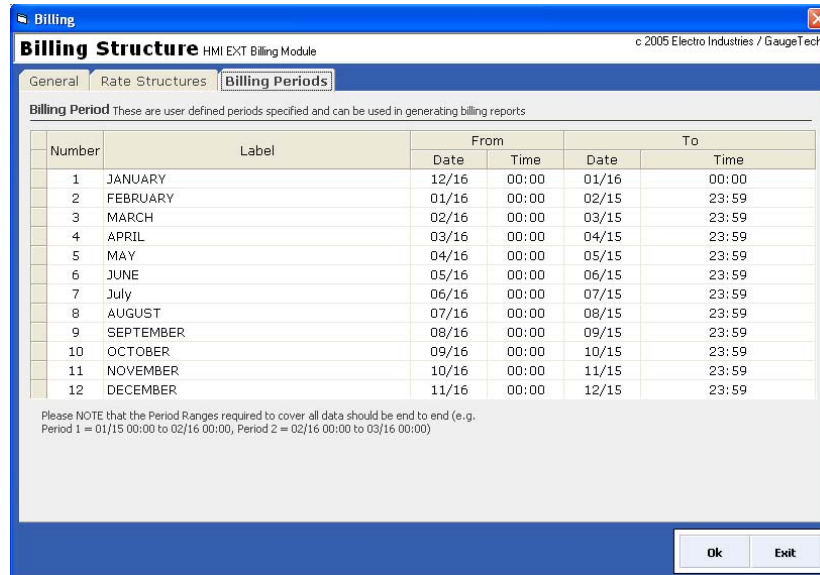 Billing
Billing Structure HMI EXT Billing Module
c 2005 Electro Industries / GaugeTech
General Rate Structures Billing Periods
Billing Period These are user defined periods specified and can be used in generating billing reports
Number Label From To
Date Time Date Time
1 JANUARY 12/16 00:00 01/16 00:00
2 FEBRUARY 01/16 00:00 02/15 23:59
3 MARCH 02/16 00:00 03/15 23:59
4 APRIL 03/16 00:00 04/15 23:59
5 MAY 04/16 00:00 05/15 23:59
6 JUNE 05/16 00:00 06/15 23:59
7 July 06/16 00:00 07/15 23:59
8 AUGUST 07/16 00:00 08/15 23:59
9 SEPTEMBER 08/16 00:00 09/15 23:59
10 OCTOBER 09/16 00:00 10/15 23:59
11 NOVEMBER 10/16 00:00 11/15 23:59
12 DECEMBER 11/16 00:00 12/15 23:59
Please NOTE that the Period Ranges required to cover all data should be end to end (e.g.
Period 1 = 01/15 00:00 to 02/16 00:00, Period 2 = 02/16 00:00 to 03/16 00:00)
Ok Exit